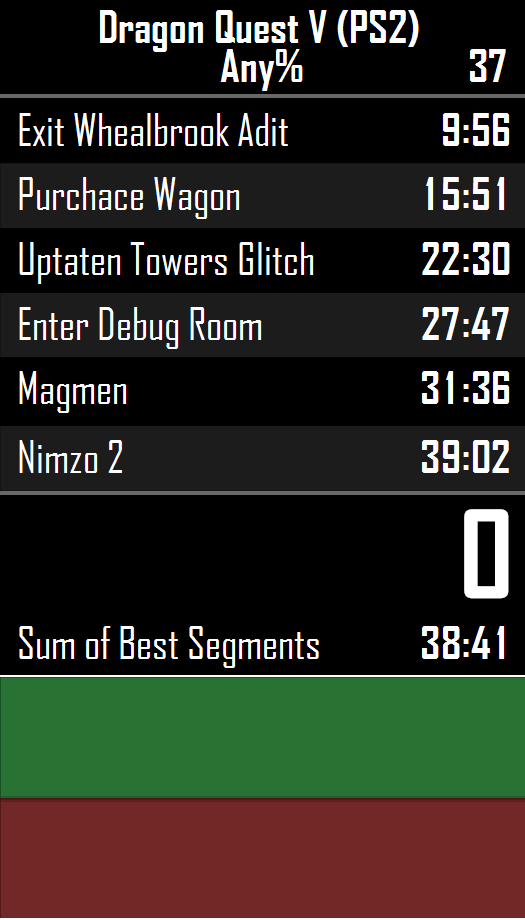 Dragon Quest V (PS2)
Any% 37
Exit Whealbrook Adit 9:56
Purchace Wagon 15:51
Uptaten Towers Glitch 22:30
Enter Debug Room 27:47
Magmen 31:36
Nimzo 2 39:02
0
Sum of Best Segments 38:41